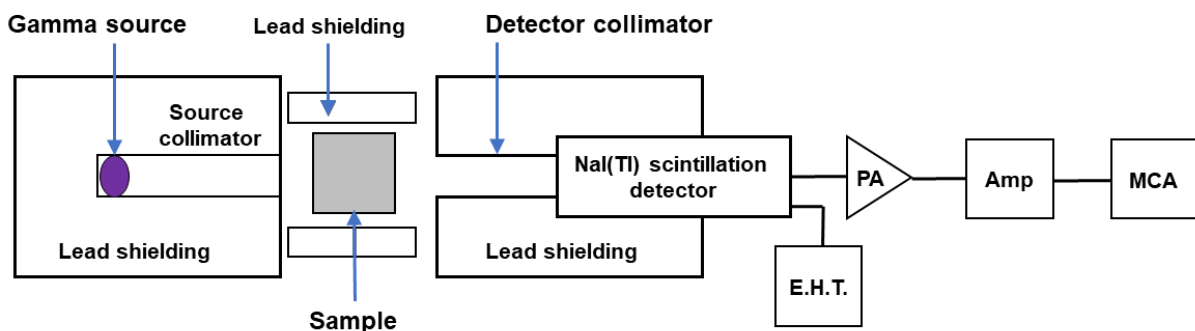 Gamma source
Lead shielding
Detector collimator
Source
collimator
NaI(Tl) scintillation
detector
PA
Amp
MCA
Lead shielding
Lead shielding
E.H.T.
Sample